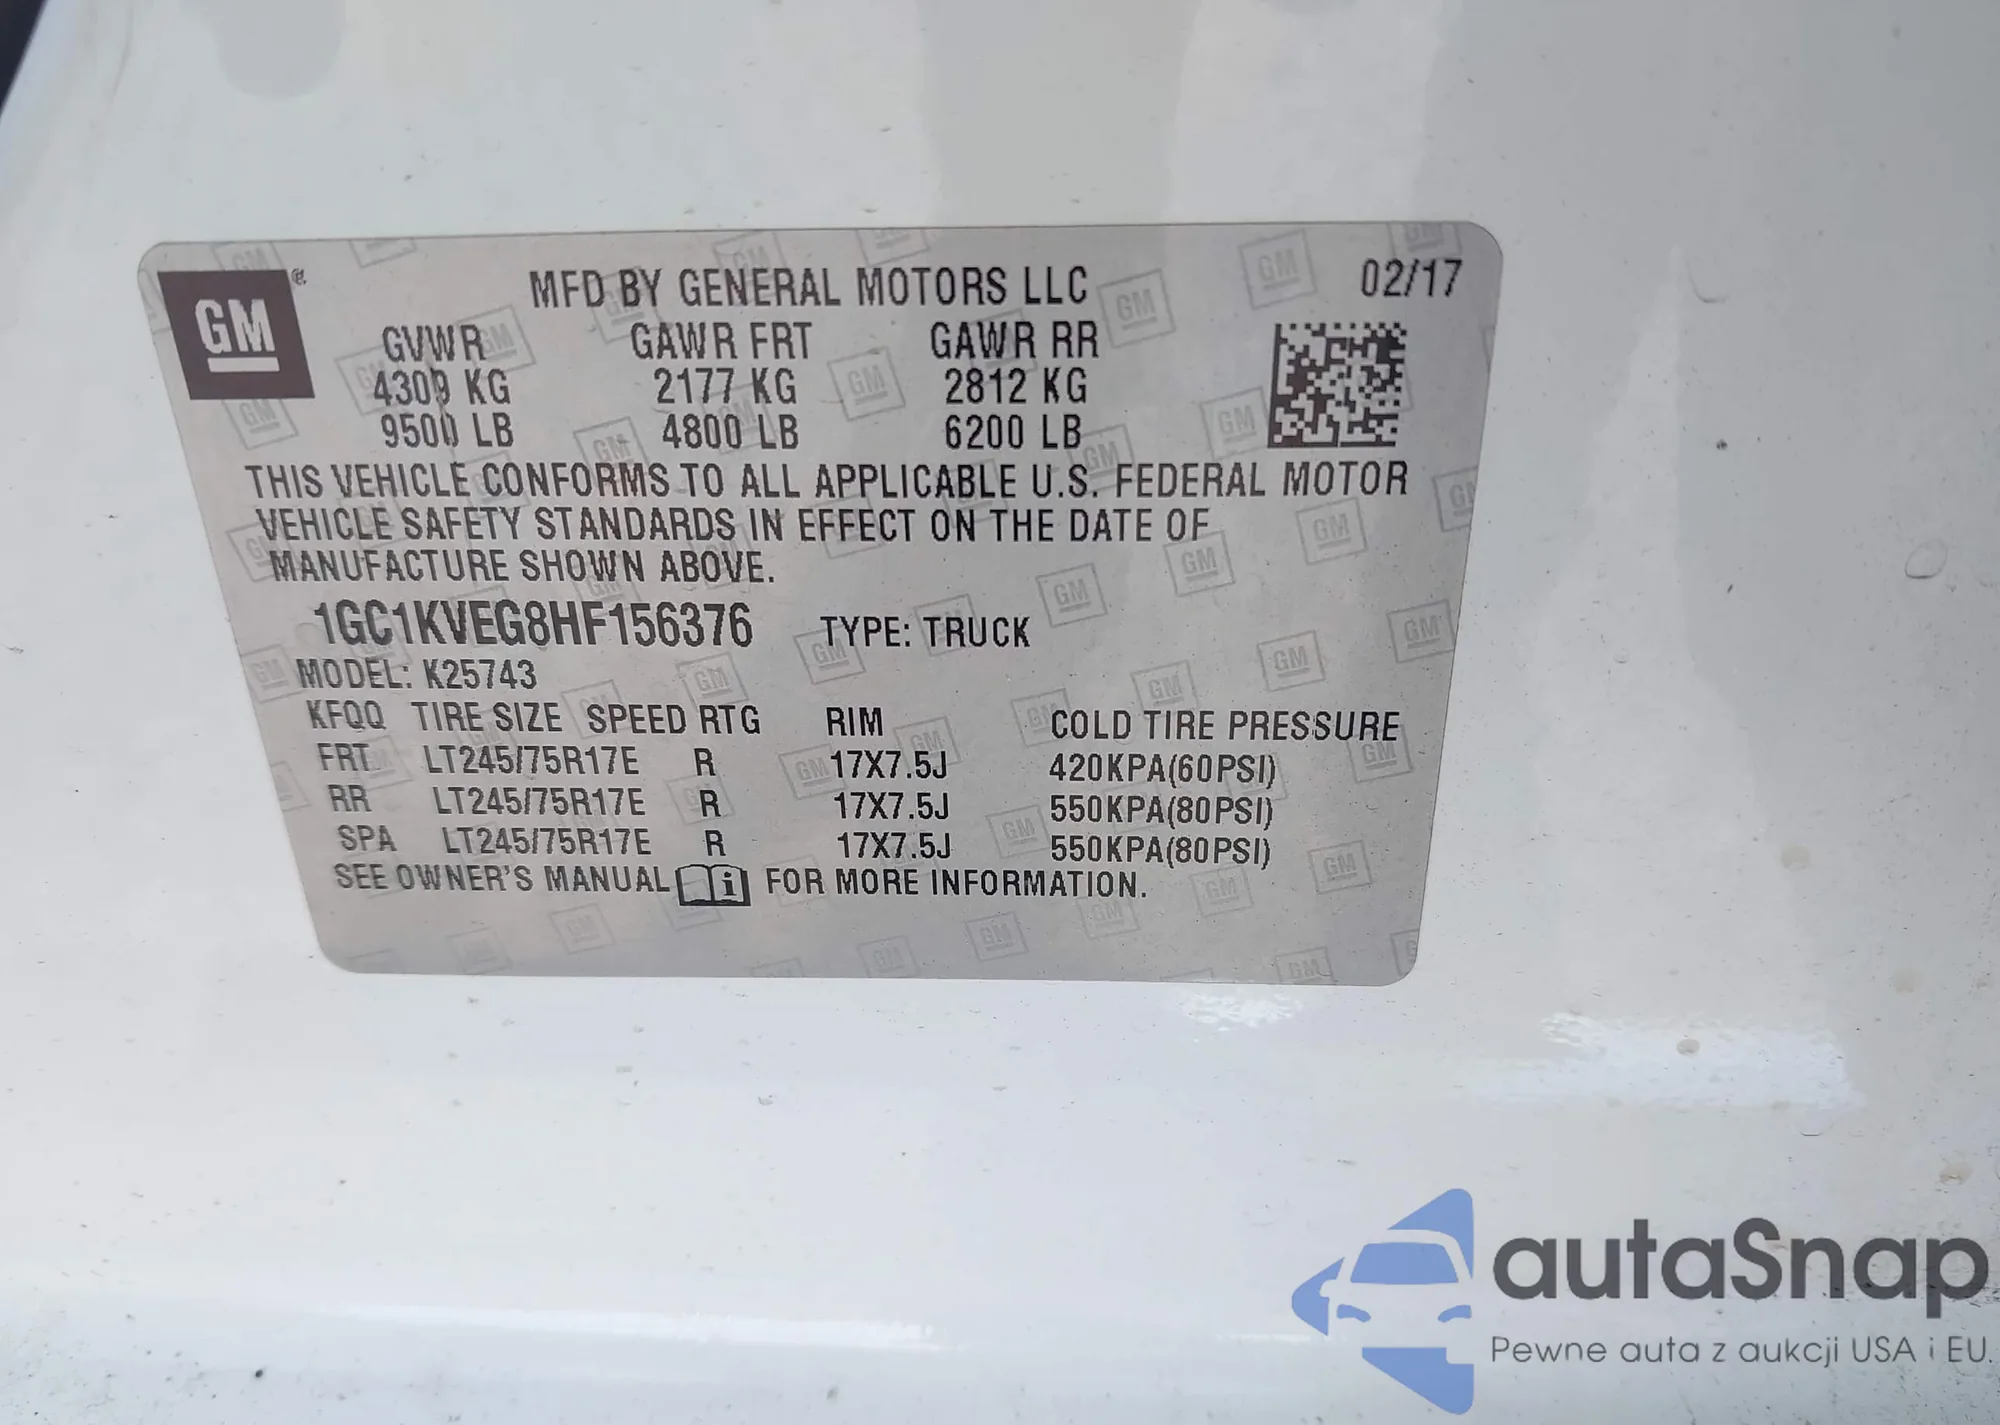 GM
MFD BY GENERAL MOTORS LLC 02/17
GVWR GAWR FRT GAWR RR
4309 KG 2177 KG 2812 KG
9500 LB 4800 LB 6200 LB
THIS VEHICLE CONFORMS TO ALL APPLICABLE U.S. FEDERAL MOTOR
VEHICLE SAFETY STANDARDS IN EFFECT ON THE DATE OF
MANUFACTURE SHOWN ABOVE.
1GC1KVEG8HF156376 TYPE: TRUCK
MODEL: K25743
KFQQ TIRE SIZE SPEED RTG RIM COLD TIRE PRESSURE
FRT LT245/75R17E R 17X7.5J 420KPA(60PSI)
RR LT245/75R17E R 17X7.5J 550KPA(80PSI)
SPA LT245/75R17E R 17X7.5J 550KPA(80PSI)
SEE OWNER'S MANUAL i FOR MORE INFORMATION.
autaSnap
Pewne auta z aukcji USA i EU.